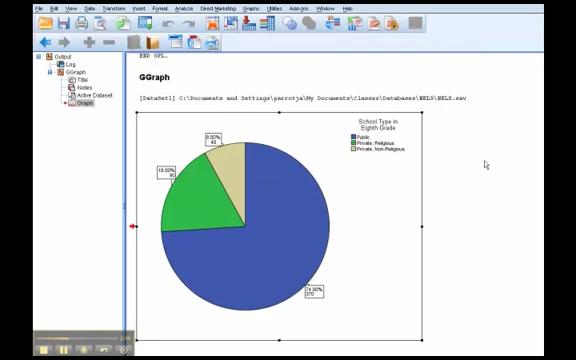 File Edit View Data Transform Insert Format Analyze Direct Marketing Graphs Utilities Add-ons Window Help
Output
Log
GGraph
Title
Notes
Active Dataset
Graph
END GPL.
GGraph
[DataSet1] C:\Documents and Settings\parrotja\My Documents\Classes\Databases\NELS\NELS.sav
School Type in
Eighth Grade
Public
Private, Religious
Private, Non-Religious
8.00%
40
18.00%
90
74.00%
370